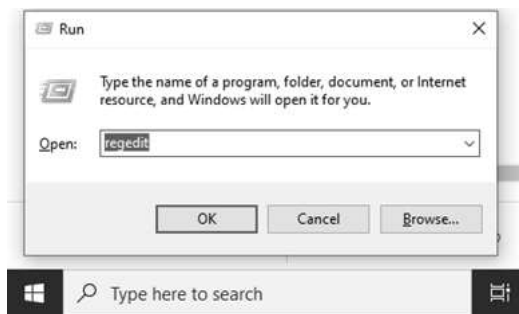 Run
Type the name of a program, folder, document, or Internet
resource, and Windows will open it for you.
Open:
regedit
OK
Cancel
Browse...
Type here to search